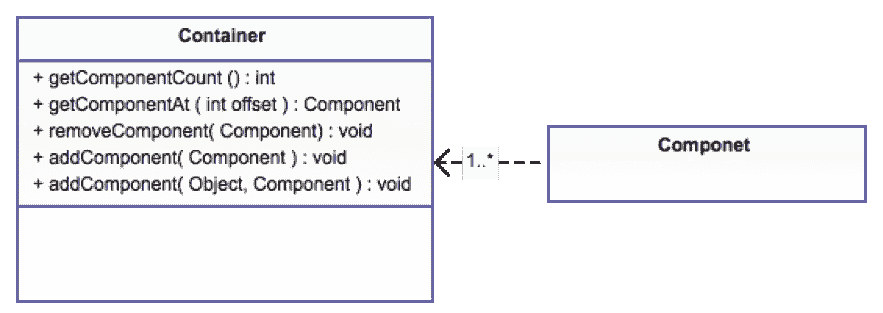 Container
+ getComponentCount () : int
+ getComponentAt ( int offset ) : Component
+ removeComponent( Component) : void
+ addComponent( Component ) : void
+ addComponent( Object, Component ) : void
1..*
Componet